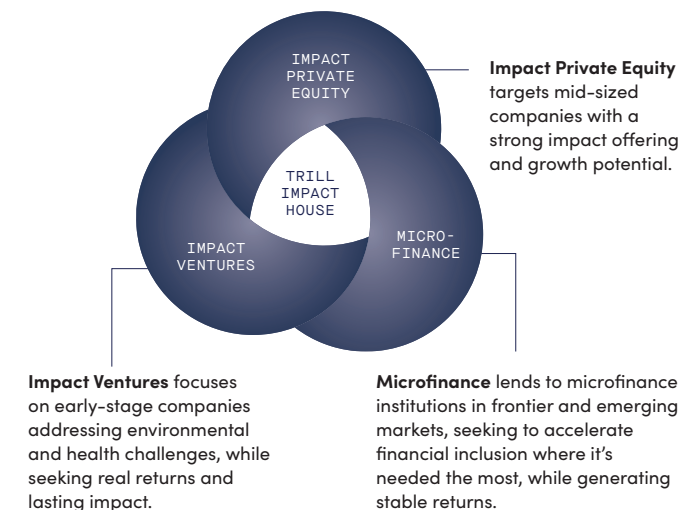 IMPACT
PRIVATE
EQUITY
Impact Private Equity
targets mid-sized
companies with a
strong impact offering
and growth potential.
TRILL
IMPACT
HOUSE
IMPACT
VENTURES
MICRO-
FINANCE
Impact Ventures focuses
on early-stage companies
addressing environmental
and health challenges, while
seeking real returns and
lasting impact.
Microfinance lends to microfinance
institutions in frontier and emerging
markets, seeking to accelerate
financial inclusion where it’s
needed the most, while generating
stable returns.